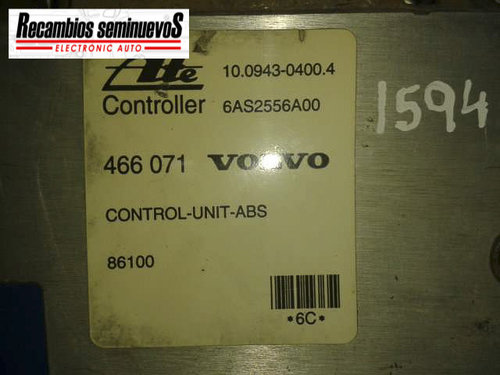 Recambios seminuevos
ELECTRONIC AUTO
Ate 10.0943-0400.4
Controller 6AS2556A00
1594
466 071 VOLVO
CONTROL-UNIT-ABS
86100
*6C*